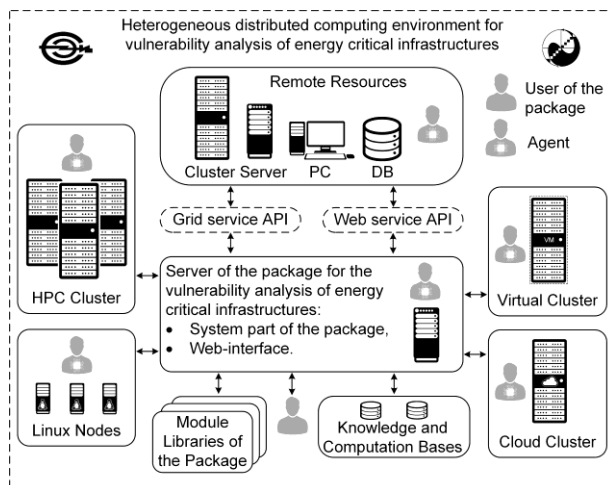 Heterogeneous distributed computing environment for
vulnerability analysis of energy critical infrastructures
Remote Resources
Cluster Server PC DB
User of the
package
Agent
Grid service API
Web service API
HPC Cluster
Server of the package for the
vulnerability analysis of energy
critical infrastructures:
• System part of the package,
• Web-interface.
VM
Virtual Cluster
Linux Nodes
Module
Libraries of
the Package
Knowledge and
Computation Bases
Cloud Cluster